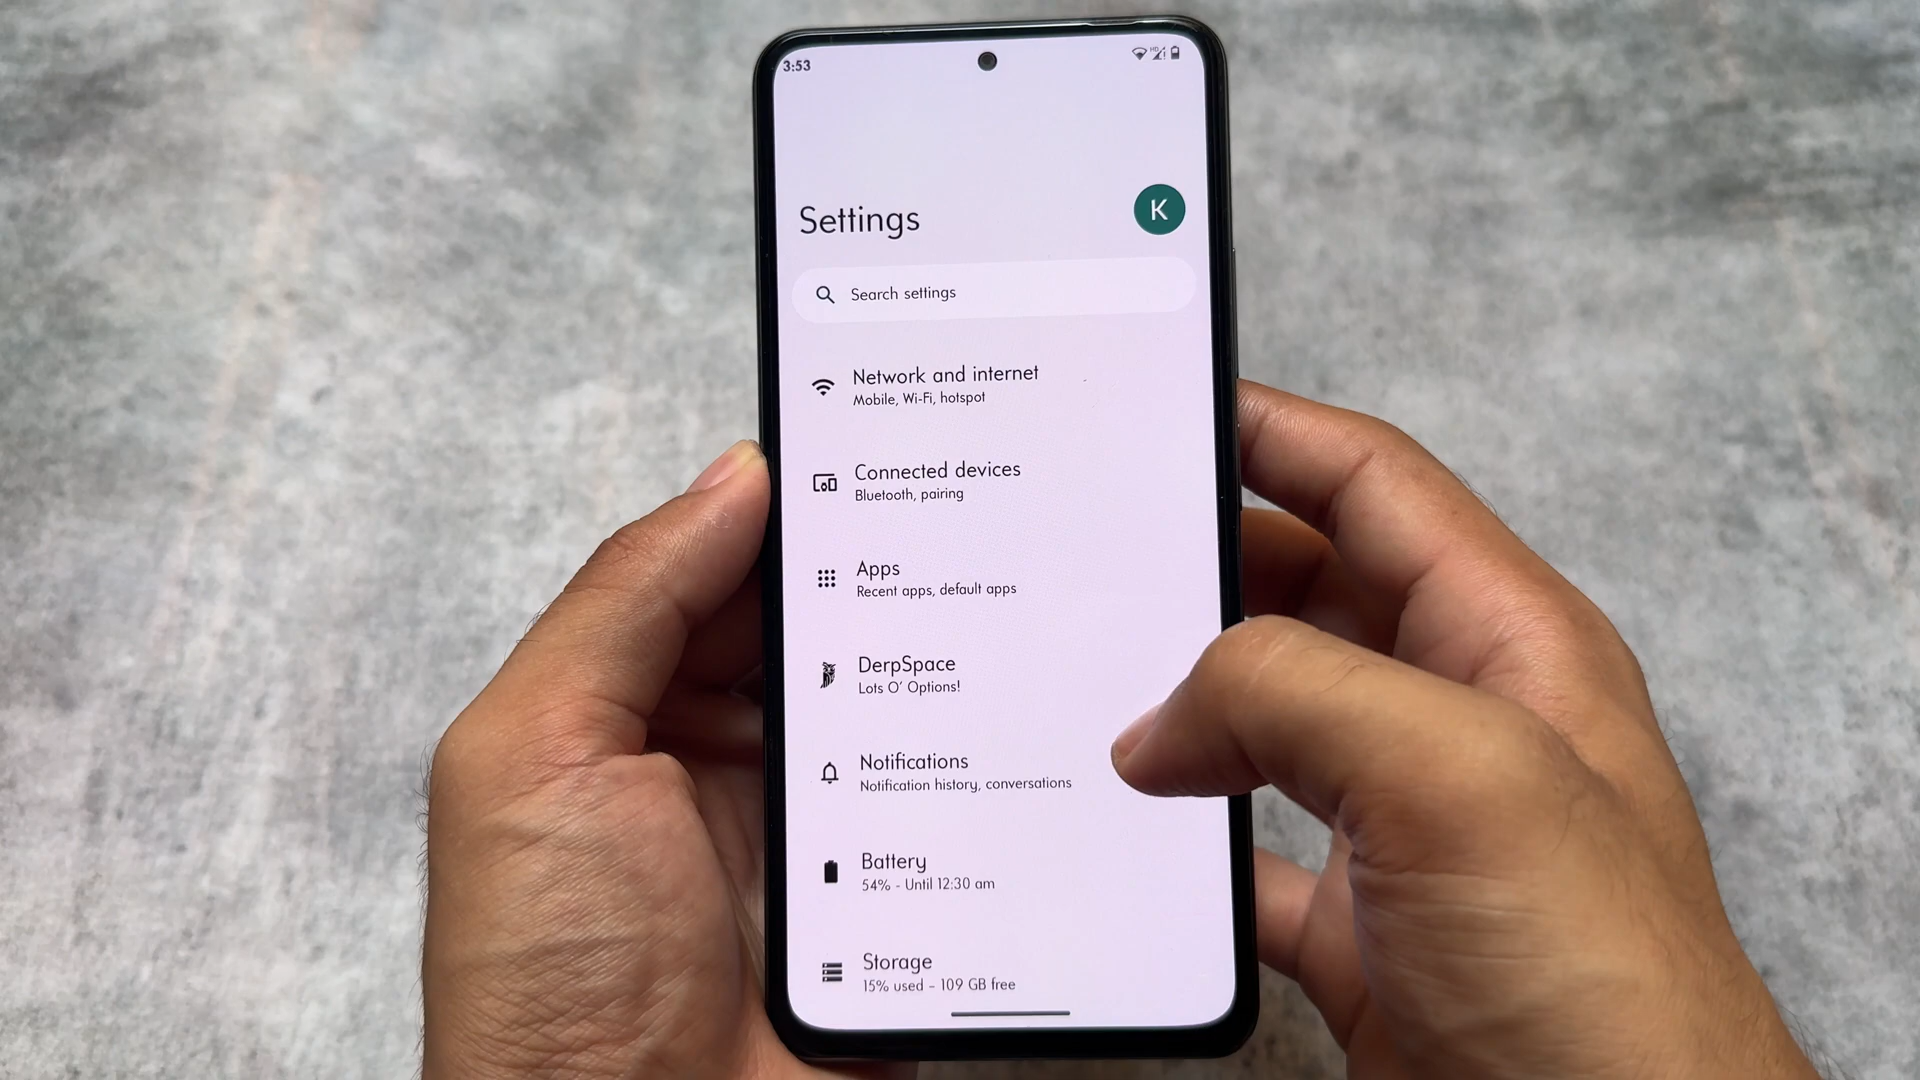 3:53
HD
Settings
K
Search settings
Network and internet
Mobile, Wi-Fi, hotspot
Connected devices
Bluetooth, pairing
Apps
Recent apps, default apps
DerpSpace
Lots O' Options!
Notifications
Notification history, conversations
Battery
54% - Until 12:30 am
Storage
15% used - 109 GB free